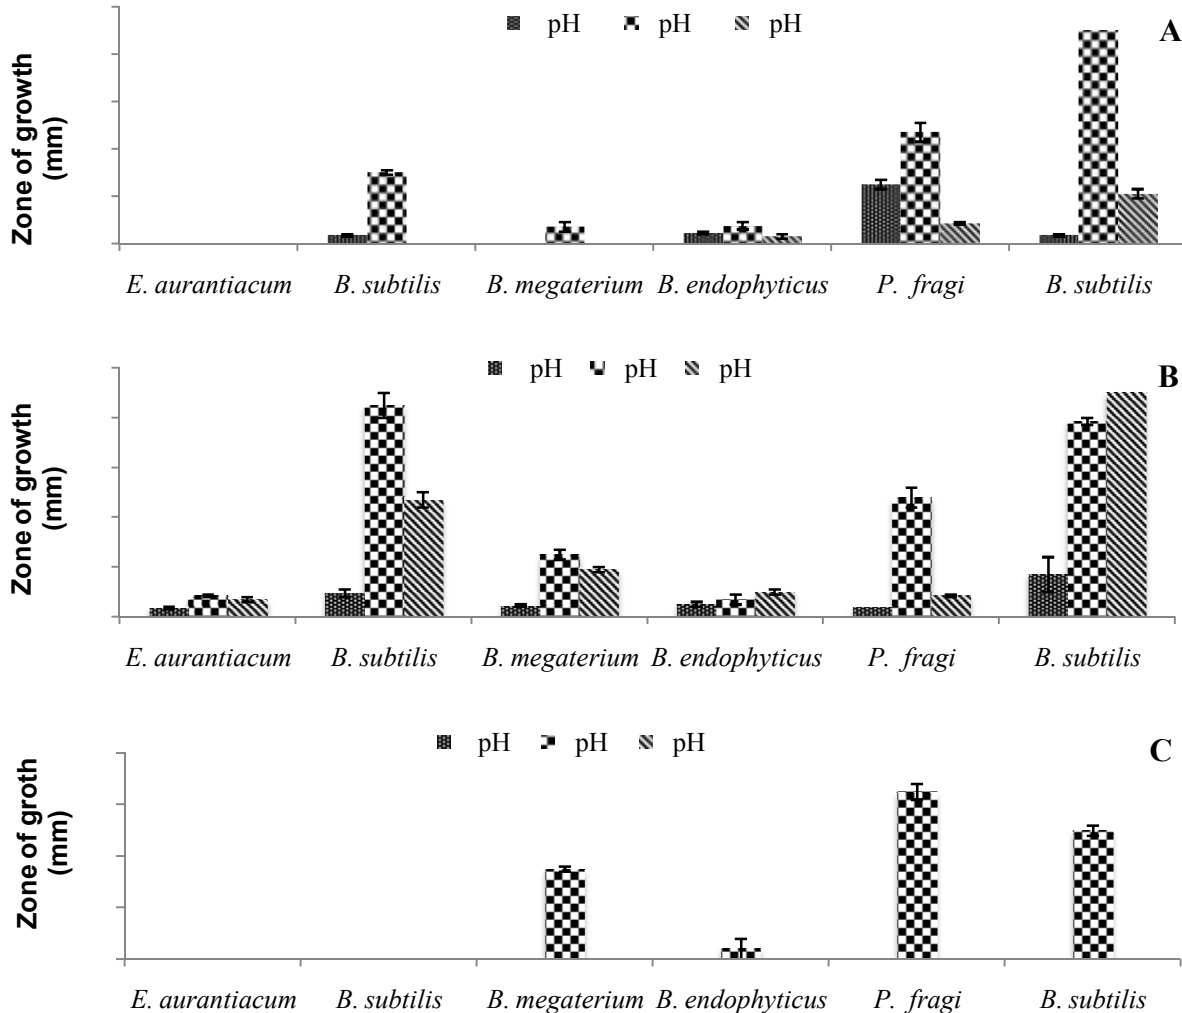 pH pH pH
A
Zone of growth
(mm)
E. aurantiacum B. subtilis B. megaterium B. endophyticus P. fragi B. subtilis
pH pH pH
B
Zone of growth
(mm)
E. aurantiacum B. subtilis B. megaterium B. endophyticus P. fragi B. subtilis
pH pH pH
C
Zone of groth
(mm)
E. aurantiacum B. subtilis B. megaterium B. endophyticus P. fragi B. subtilis